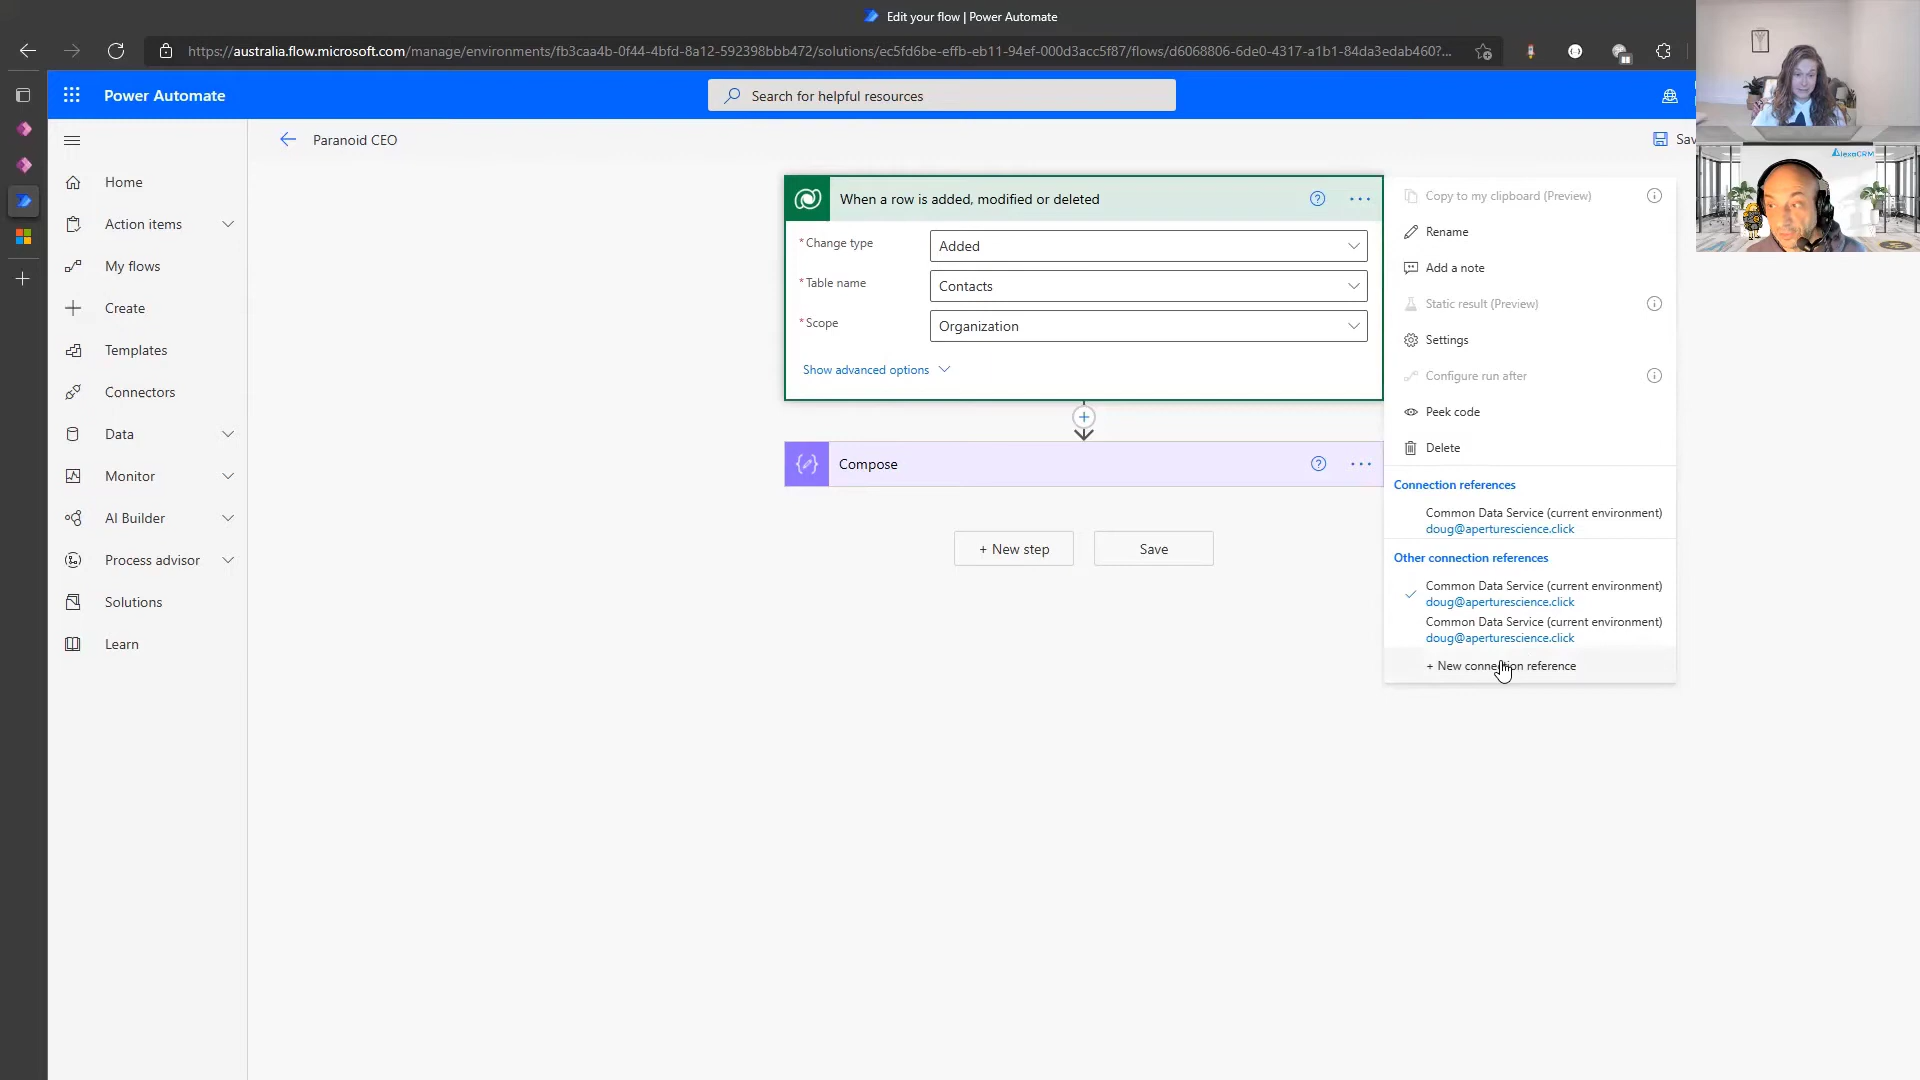 Edit your flow | Power Automate
https://australia.flow.microsoft.com/manage/environments/fb3caa4b-0f44-4bfd-8a12-592398bbb472/solutions/ec5fd6be-effb-eb11-94ef-000d3acc5f87/flows/d6068806-6de0-4317-a1b1-84da3edab460?...
Power Automate
Search for helpful resources
Paranoid CEO
Sav
Home
Action items
My flows
Create
Templates
Connectors
Data
Monitor
AI Builder
Process advisor
Solutions
Learn
When a row is added, modified or deleted
*Change type
Added
*Table name
Contacts
*Scope
Organization
Show advanced options
Compose
+ New step
Save
Copy to my clipboard (Preview)
Rename
Add a note
Static result (Preview)
Settings
Configure run after
Peek code
Delete
Connection references
Common Data Service (current environment)
doug@aperturescience.click
Other connection references
Common Data Service (current environment)
doug@aperturescience.click
Common Data Service (current environment)
doug@aperturescience.click
+ New connection reference
AlexaCRM